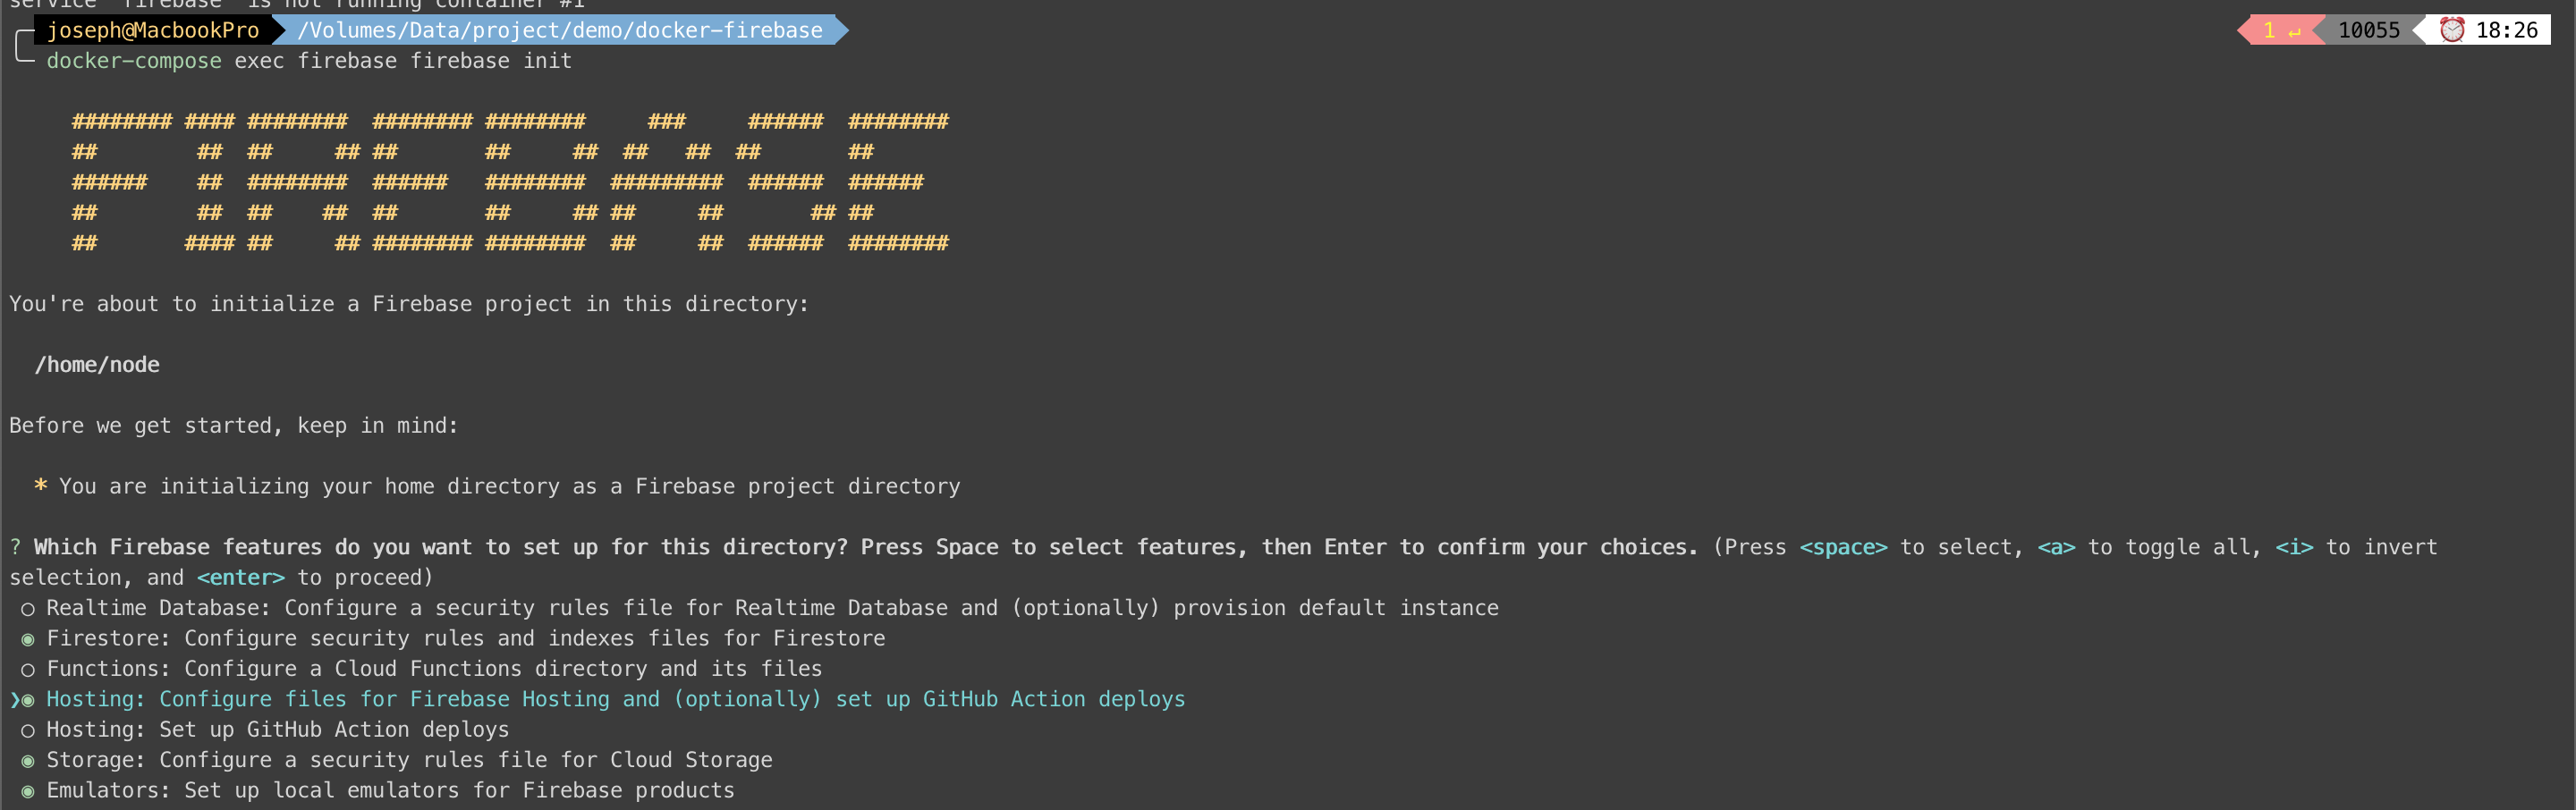 service "firebase" is not running container #1
joseph@MacbookPro /Volumes/Data/project/demo/docker-firebase 1 ↵ 10055 ⏰ 18:26
docker-compose exec firebase firebase init
     ######## #### ########  ######## ########     ###     ######  ########
     ##        ##  ##     ## ##       ##     ##  ##   ##  ##       ##
     ######    ##  ########  ######   ########  #########  ######  ######
     ##        ##  ##    ##  ##       ##     ## ##     ##       ## ##
     ##       #### ##     ## ######## ########  ##     ##  ######  ########
You're about to initialize a Firebase project in this directory:
/home/node
Before we get started, keep in mind:
* You are initializing your home directory as a Firebase project directory
? Which Firebase features do you want to set up for this directory? Press Space to select features, then Enter to confirm your choices. (Press <space> to select, <a> to toggle all, <i> to invert
selection, and <enter> to proceed)
◯ Realtime Database: Configure a security rules file for Realtime Database and (optionally) provision default instance
◉ Firestore: Configure security rules and indexes files for Firestore
◯ Functions: Configure a Cloud Functions directory and its files
❯◉ Hosting: Configure files for Firebase Hosting and (optionally) set up GitHub Action deploys
◯ Hosting: Set up GitHub Action deploys
◉ Storage: Configure a security rules file for Cloud Storage
◉ Emulators: Set up local emulators for Firebase products